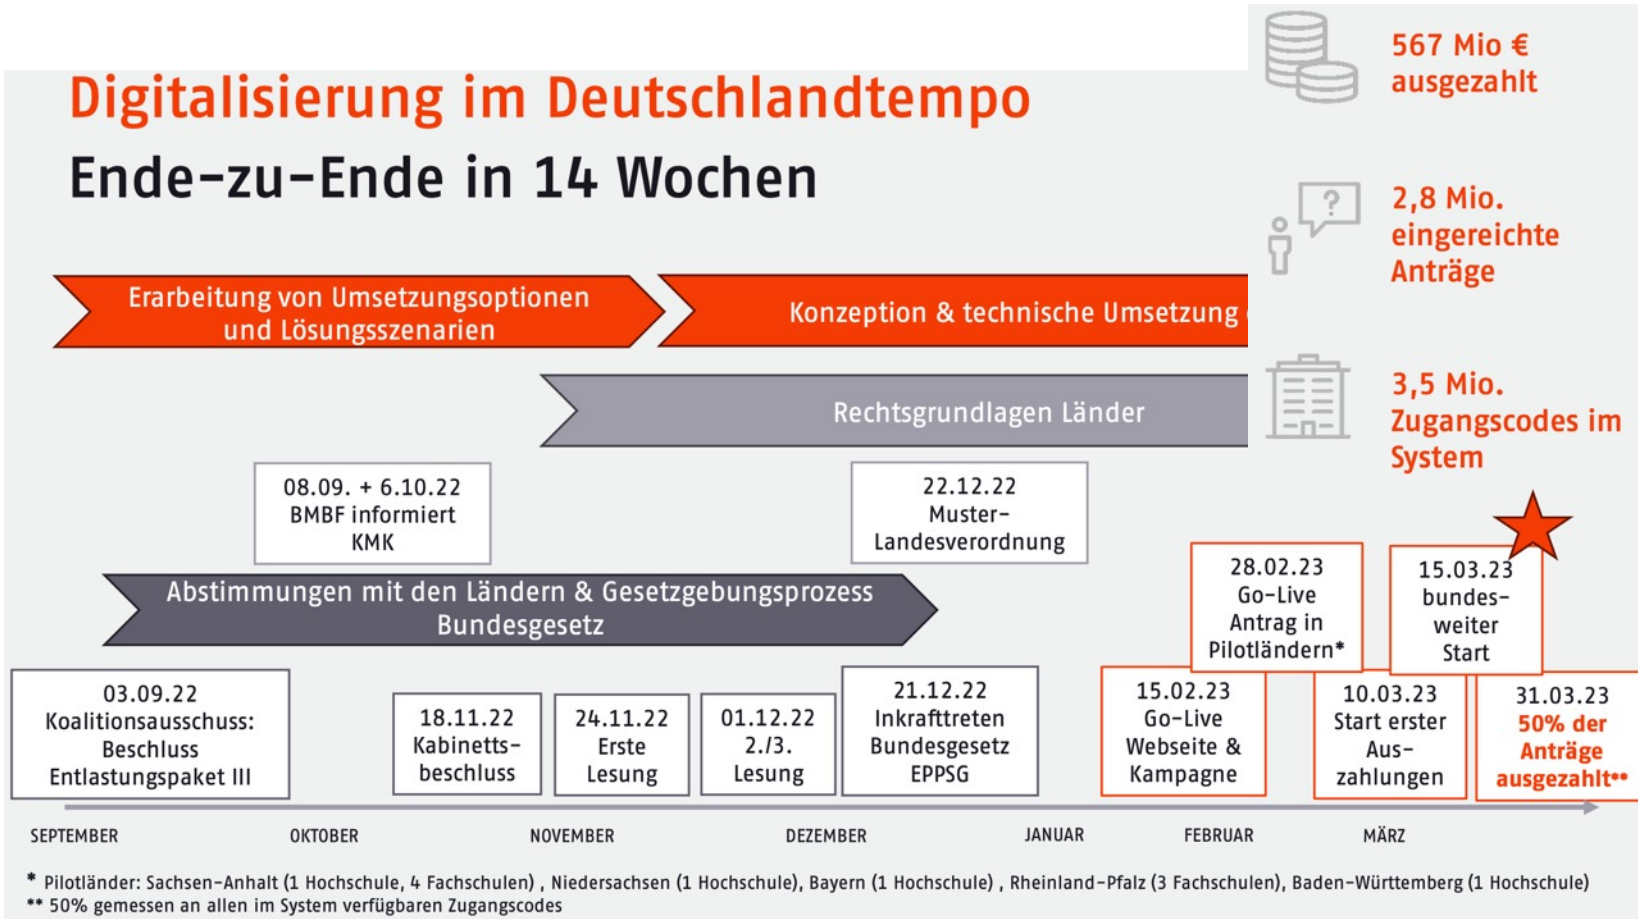 567 Mio €
ausgezahlt
Digitalisierung im Deutschlandtempo
Ende-zu-Ende in 14 Wochen
2,8 Mio.
eingereichte
Anträge
Erarbeitung von Umsetzungsoptionen
und Lösungsszenarien
Konzeption & technische Umsetzung
3,5 Mio.
Zugangscodes im
System
Rechtsgrundlagen Länder
08.09. + 6.10.22
BMBF informiert
KMK
22.12.22
Muster-
Landesverordnung
Abstimmungen mit den Ländern & Gesetzgebungsprozess
Bundesgesetz
28.02.23
Go-Live
Antrag in
Pilotländern*
15.03.23
bundes-
weiter
Start
03.09.22
Koalitionsausschuss:
Beschluss
Entlastungspaket III
18.11.22
Kabinetts-
beschluss
24.11.22
Erste
Lesung
01.12.22
2./3.
Lesung
21.12.22
Inkrafttreten
Bundesgesetz
EPPSG
15.02.23
Go-Live
Webseite &
Kampagne
10.03.23
Start erster
Aus-
zahlungen
31.03.23
50% der
Anträge
ausgezahlt**
SEPTEMBER OKTOBER NOVEMBER DEZEMBER JANUAR FEBRUAR MÄRZ
* Pilotländer: Sachsen-Anhalt (1 Hochschule, 4 Fachschulen) , Niedersachsen (1 Hochschule), Bayern (1 Hochschule) , Rheinland-Pfalz (3 Fachschulen), Baden-Württemberg (1 Hochschule)
** 50% gemessen an allen im System verfügbaren Zugangscodes